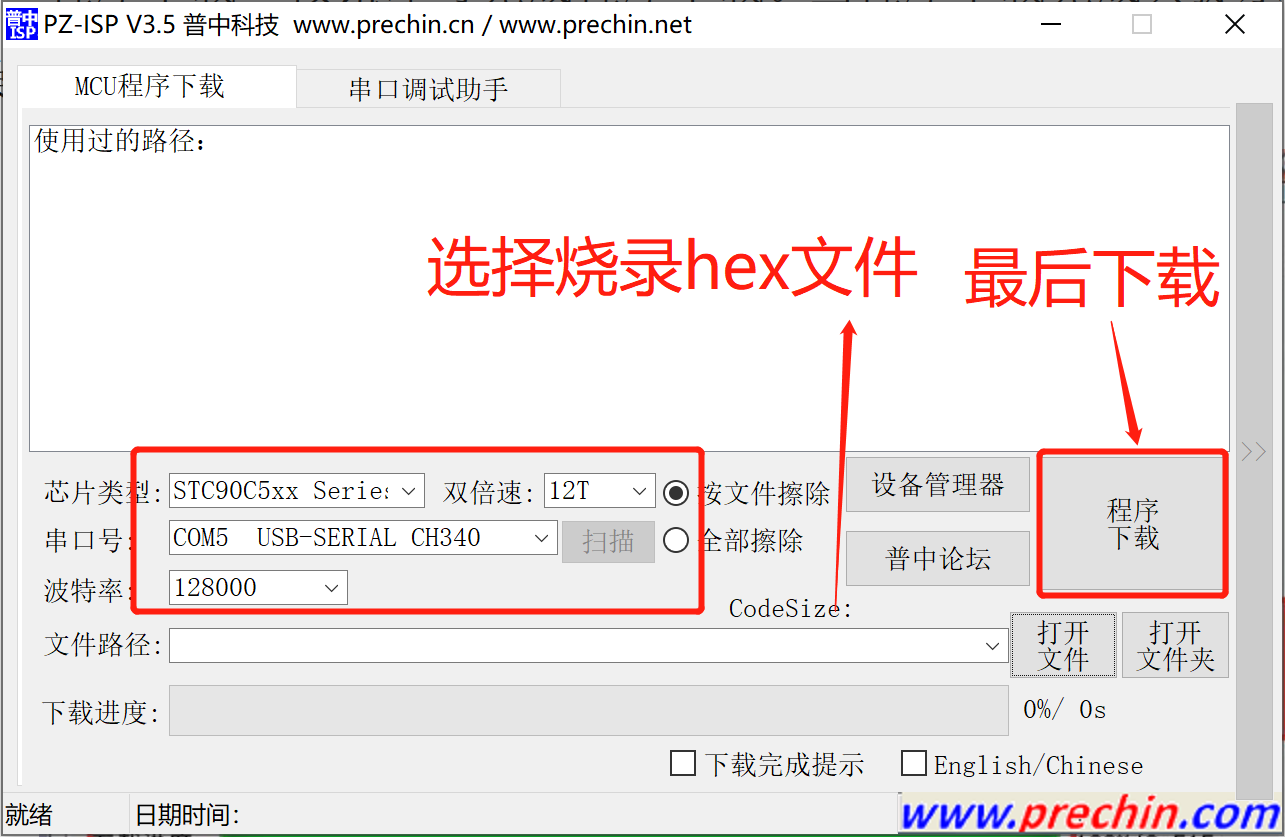 普中ISP PZ-ISP V3.5 普中科技 www.prechin.cn / www.prechin.net
MCU程序下载 串口调试助手
使用过的路径:
选择烧录hex文件 最后下载
芯片类型: STC90C5xx Series 双倍速: 12T 按文件擦除 设备管理器
程序
下载
串口号: COM5 USB-SERIAL CH340 扫描 全部擦除
普中论坛
波特率: 128000
CodeSize:
文件路径: 打开 打开
文件 文件夹
下载进度: 0%/ 0s
下载完成提示 English/Chinese
就绪 日期时间: www.prechin.com